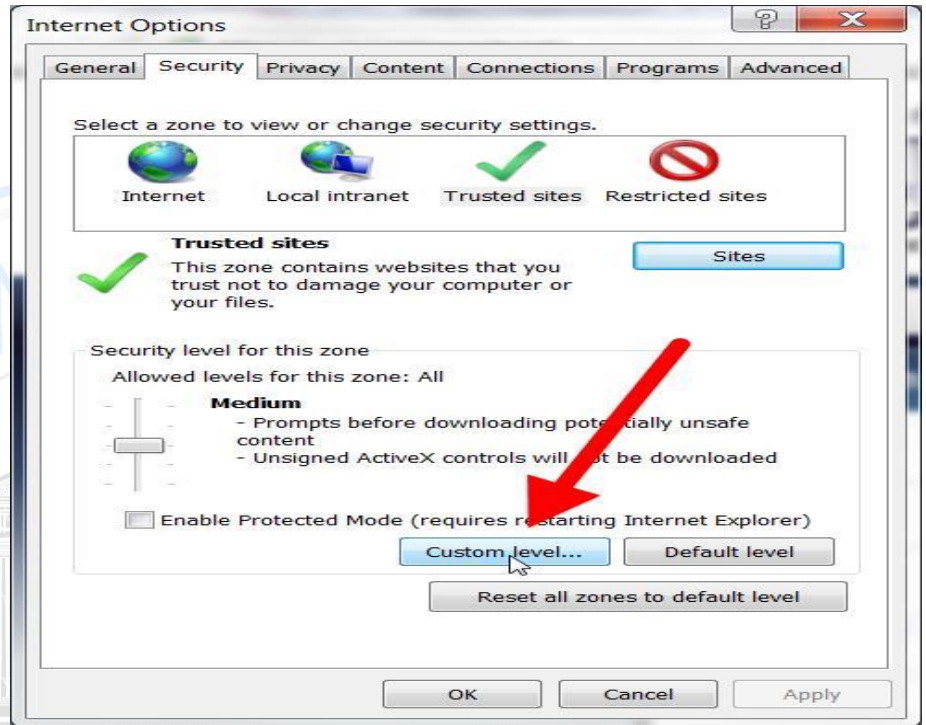 Internet Options
General Security Privacy Content Connections Programs Advanced
Select a zone to view or change security settings.
Internet Local intranet Trusted sites Restricted sites
Trusted sites
This zone contains websites that you
trust not to damage your computer or
your files.
Sites
Security level for this zone
Allowed levels for this zone: All
Medium
- Prompts before downloading potentially unsafe
content
- Unsigned ActiveX controls will not be downloaded
Enable Protected Mode (requires restarting Internet Explorer)
Custom level... Default level
Reset all zones to default level
OK Cancel Apply